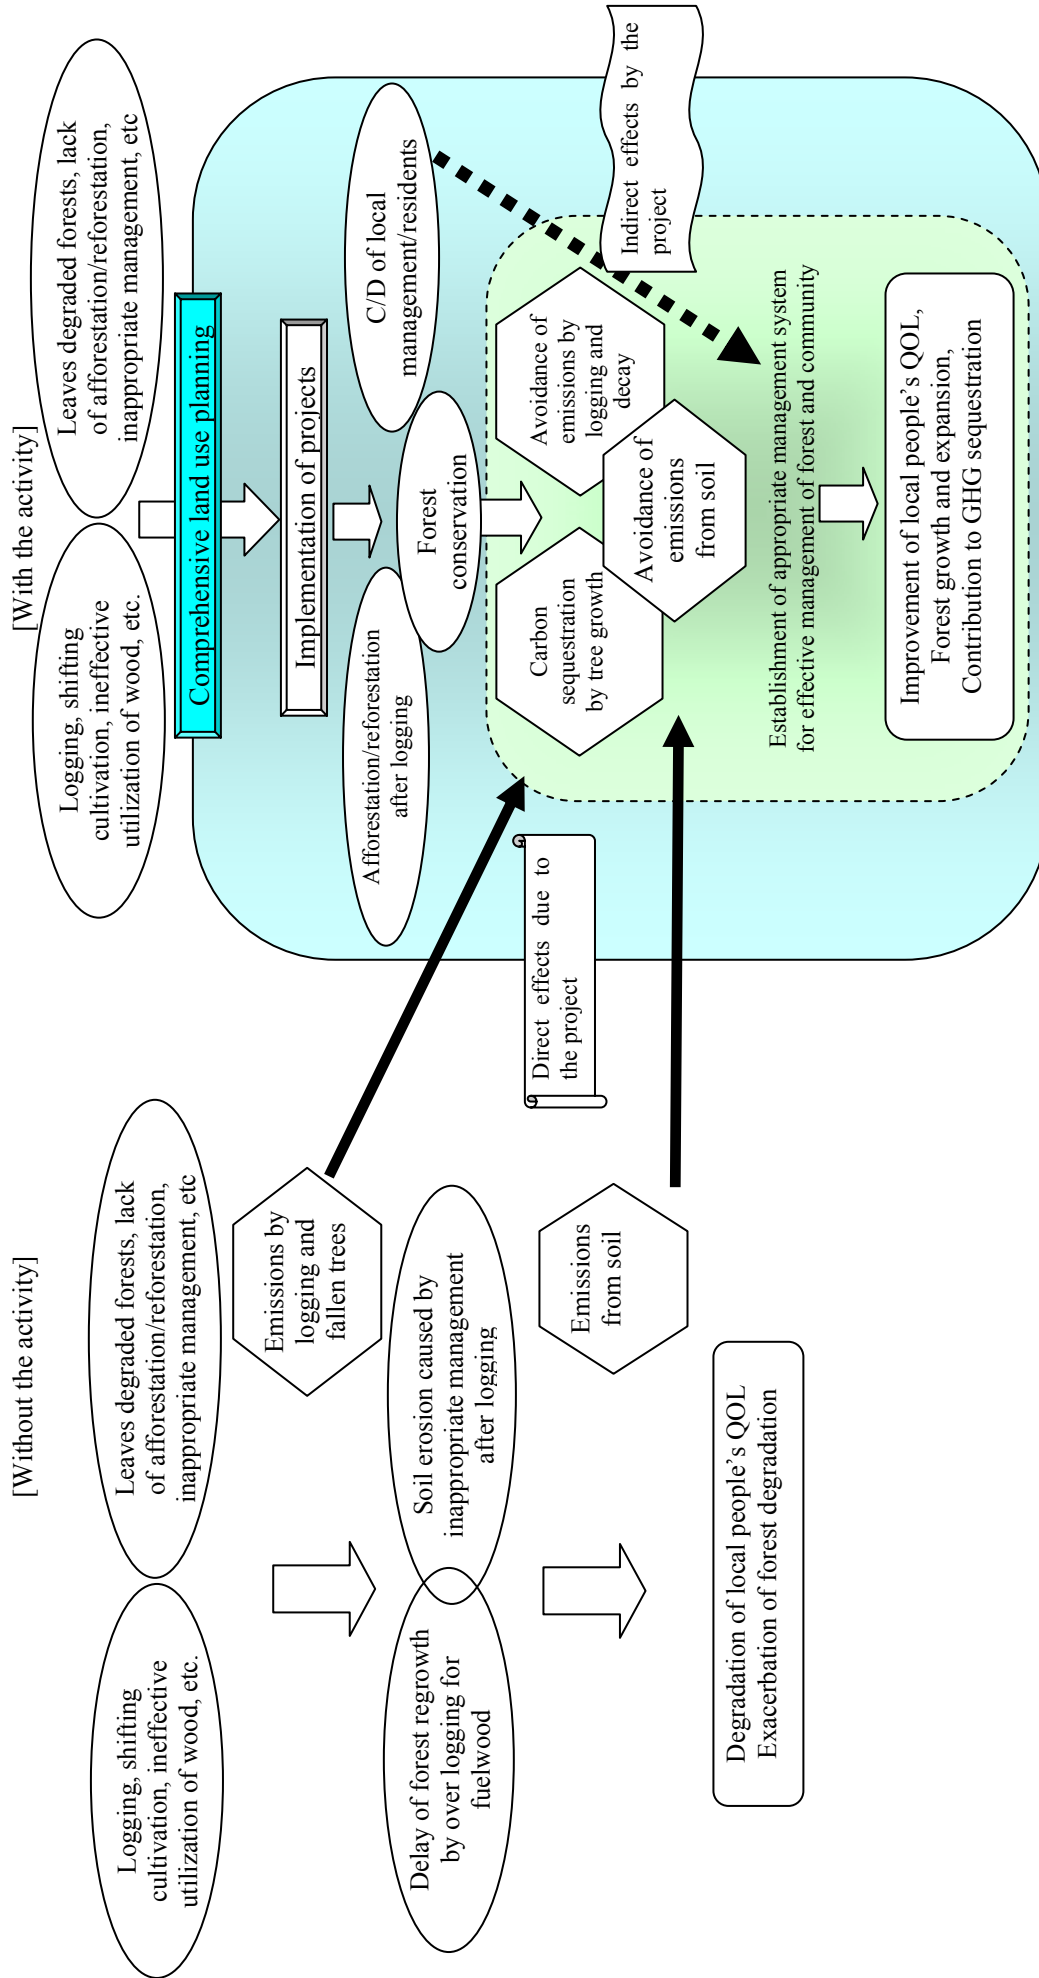 [Without the activity]
Logging, shifting
cultivation, ineffective
utilization of wood, etc.
Leaves degraded forests, lack
of afforestation/reforestation,
inappropriate management, etc
Emissions by
logging and
fallen trees
Delay of forest regrowth
by over logging for
fuelwood
Soil erosion caused by
inappropriate management
after logging
Emissions
from soil
Degradation of local people's QOL
Exacerbation of forest degradation
[With the activity]
Logging, shifting
cultivation, ineffective
utilization of wood, etc.
Leaves degraded forests, lack
of afforestation/reforestation,
inappropriate management, etc
Comprehensive land use planning
Implementation of projects
Afforestation/reforestation
after logging
Forest
conservation
C/D of local
management/residents
Direct effects due to
the project
Carbon
sequestration
by tree growth
Avoidance of
emissions by
logging and
decay
Avoidance of
emissions
from soil
Indirect effects by the
project
Establishment of appropriate management system
for effective management of forest and community
Improvement of local people's QOL,
Forest growth and expansion,
Contribution to GHG sequestration